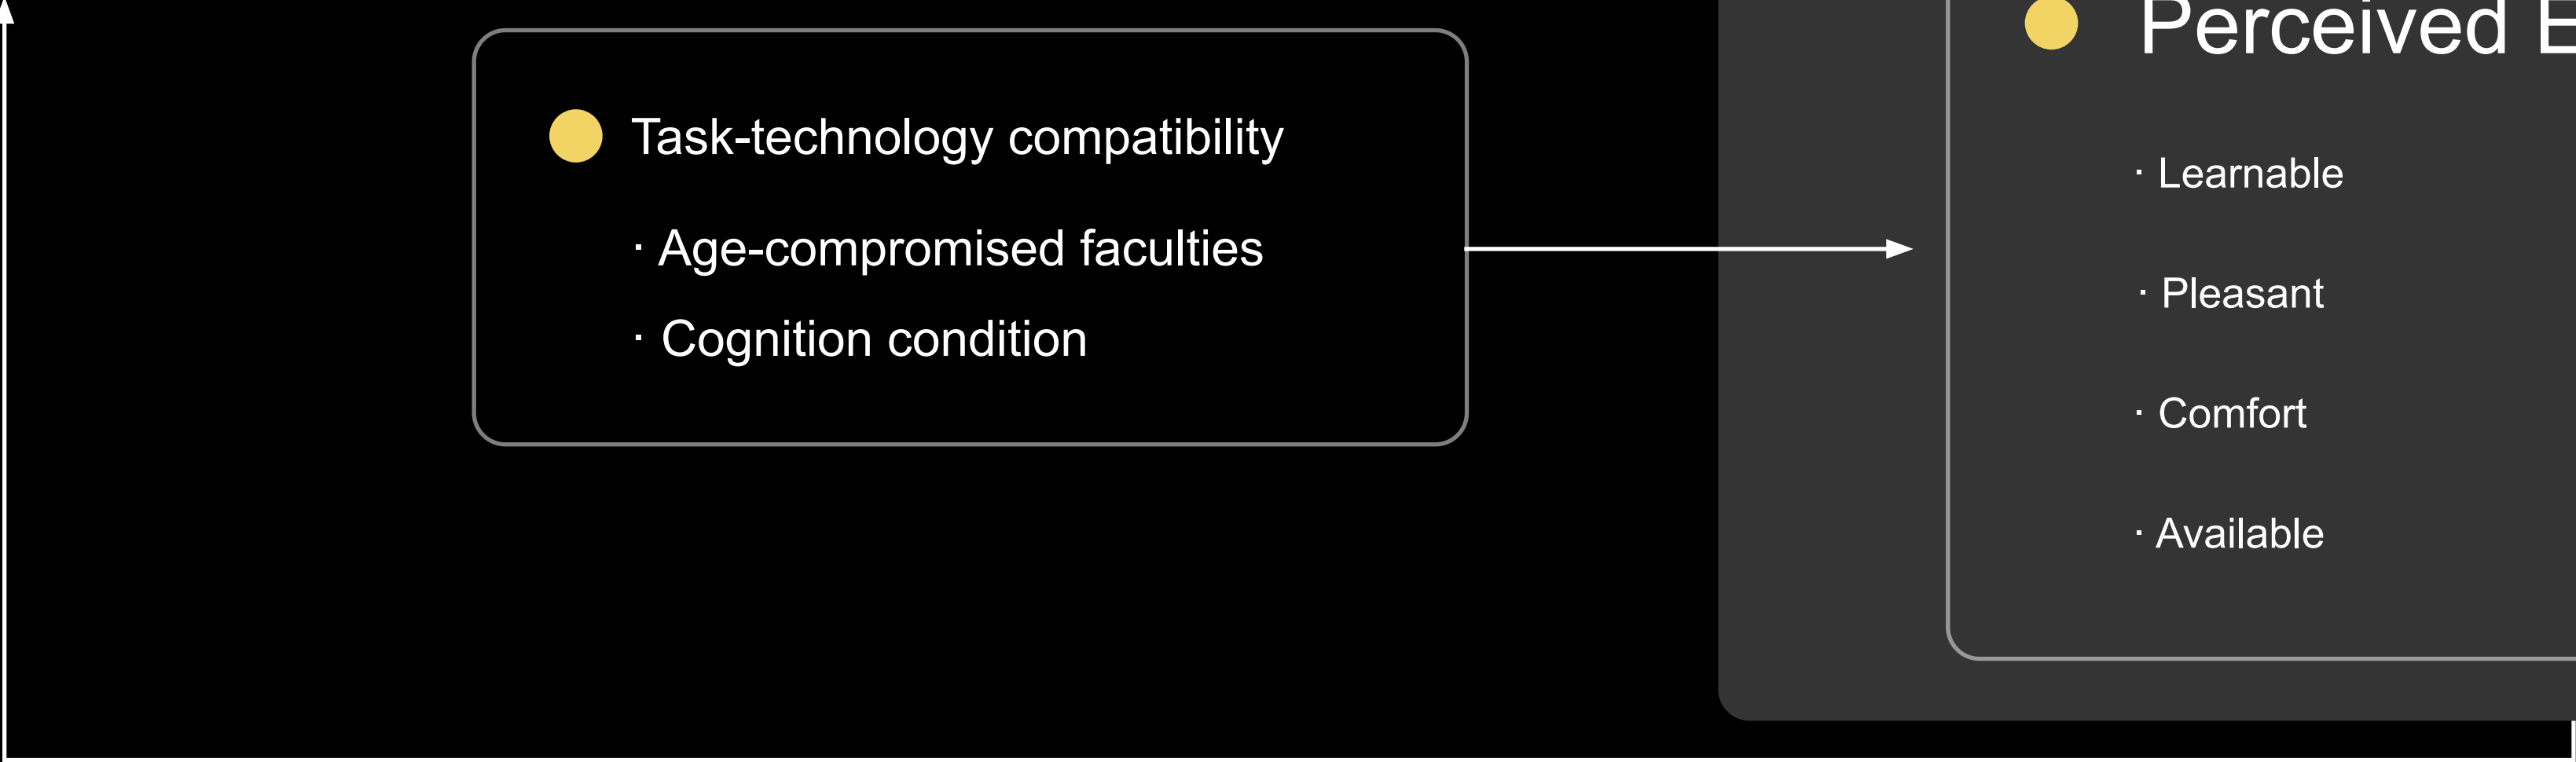 Task-technology compatibility
· Age-compromised faculties
· Cognition condition
Perceived E
· Learnable
· Pleasant
· Comfort
· Available